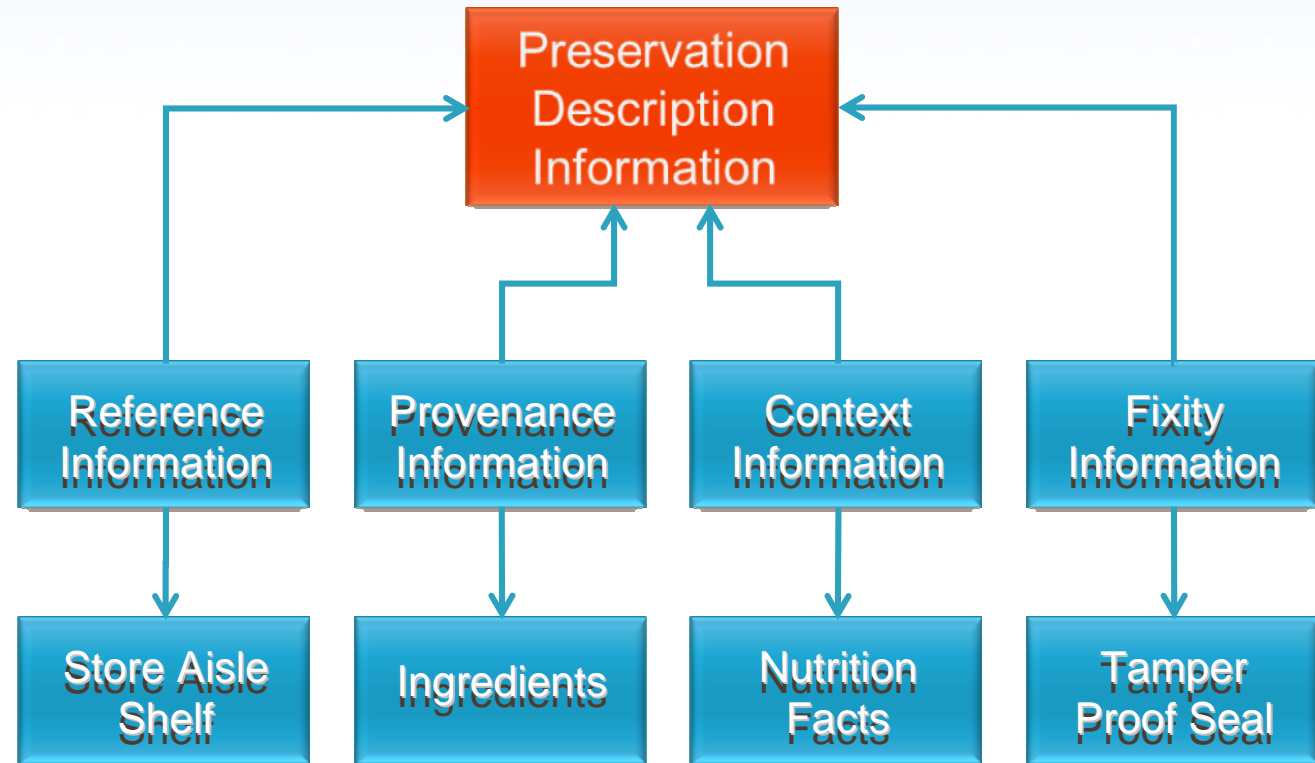 Preservation
Description
Information
Reference
Information
Provenance
Information
Context
Information
Fixity
Information
Store Aisle
Shelf
Ingredients
Nutrition
Facts
Tamper
Proof Seal